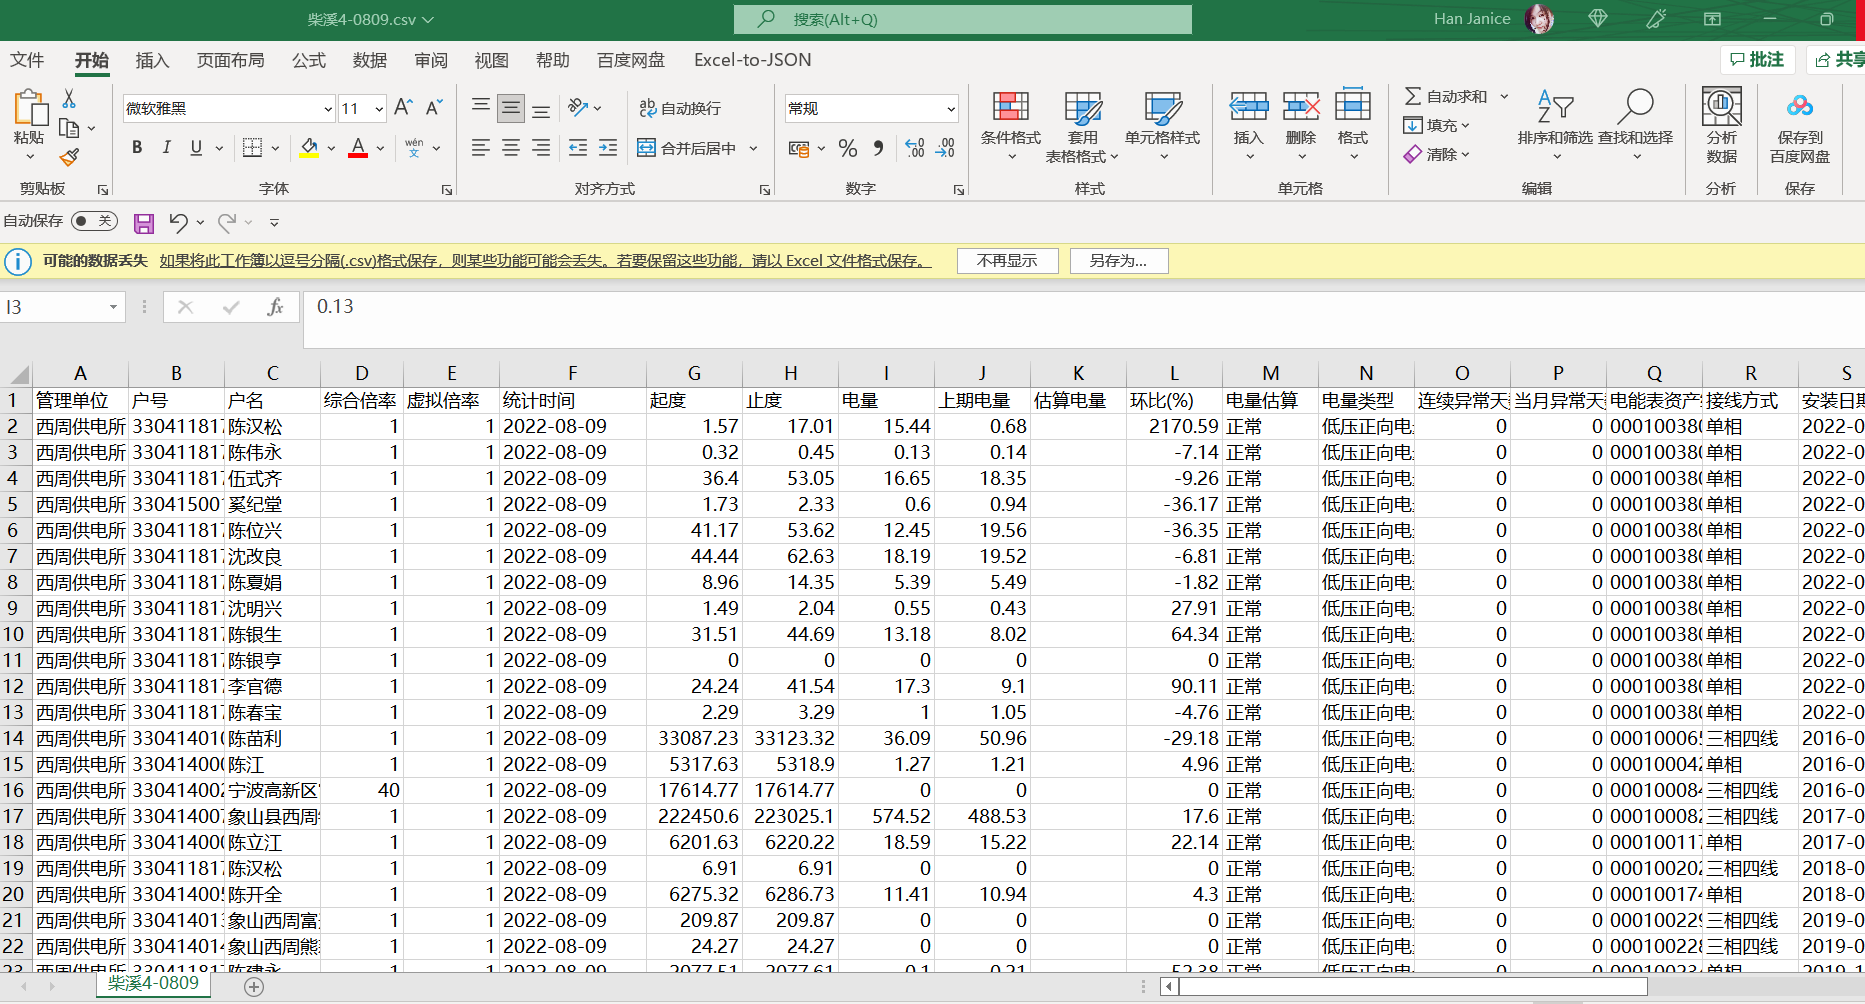 柴溪4-0809.csv
搜索(Alt+Q)
Han Janice
文件 开始 插入 页面布局 公式 数据 审阅 视图 帮助 百度网盘 Excel-to-JSON 批注 共享
粘贴
剪贴板
微软雅黑 11
B I U A wén 文
字体
ab 自动换行
合并后居中
对齐方式
常规
% .00
数字
条件格式 套用表格格式 单元格样式
样式
插入 删除 格式
单元格
自动求和
填充
清除
排序和筛选 查找和选择
编辑
分析数据
分析
保存到百度网盘
保存
自动保存 关
可能的数据丢失 如果将此工作簿以逗号分隔(.csv)格式保存，则某些功能可能会丢失。若要保留这些功能，请以 Excel 文件格式保存。 不再显示 另存为...
I3 fx 0.13
A B C D E F G H I J K L M N O P Q R S
1 管理单位 户号 户名 综合倍率 虚拟倍率 统计时间 起度 止度 电量 上期电量 估算电量 环比(%) 电量估算 电量类型 连续异常天 当月异常天 电能表资产 接线方式 安装日期
2 西周供电所 330411817 陈汉松 1 1 2022-08-09 1.57 17.01 15.44 0.68 2170.59 正常 低压正向电 0 0 000100380 单相 2022-0
3 西周供电所 330411817 陈伟永 1 1 2022-08-09 0.32 0.45 0.13 0.14 -7.14 正常 低压正向电 0 0 000100380 单相 2022-0
4 西周供电所 330411817 伍式齐 1 1 2022-08-09 36.4 53.05 16.65 18.35 -9.26 正常 低压正向电 0 0 000100380 单相 2022-0
5 西周供电所 330415001 奚纪堂 1 1 2022-08-09 1.73 2.33 0.6 0.94 -36.17 正常 低压正向电 0 0 000100380 单相 2022-0
6 西周供电所 330411817 陈位兴 1 1 2022-08-09 41.17 53.62 12.45 19.56 -36.35 正常 低压正向电 0 0 000100380 单相 2022-0
7 西周供电所 330411817 沈改良 1 1 2022-08-09 44.44 62.63 18.19 19.52 -6.81 正常 低压正向电 0 0 000100380 单相 2022-0
8 西周供电所 330411817 陈夏娟 1 1 2022-08-09 8.96 14.35 5.39 5.49 -1.82 正常 低压正向电 0 0 000100380 单相 2022-0
9 西周供电所 330411817 沈明兴 1 1 2022-08-09 1.49 2.04 0.55 0.43 27.91 正常 低压正向电 0 0 000100380 单相 2022-0
10 西周供电所 330411817 陈银生 1 1 2022-08-09 31.51 44.69 13.18 8.02 64.34 正常 低压正向电 0 0 000100380 单相 2022-0
11 西周供电所 330411817 陈银亨 1 1 2022-08-09 0 0 0 0 0 正常 低压正向电 0 0 000100380 单相 2022-0
12 西周供电所 330411817 李官德 1 1 2022-08-09 24.24 41.54 17.3 9.1 90.11 正常 低压正向电 0 0 000100380 单相 2022-0
13 西周供电所 330411817 陈春宝 1 1 2022-08-09 2.29 3.29 1 1.05 -4.76 正常 低压正向电 0 0 000100380 单相 2022-0
14 西周供电所 330414010 陈苗利 1 1 2022-08-09 33087.23 33123.32 36.09 50.96 -29.18 正常 低压正向电 0 0 000100065 三相四线 2016-0
15 西周供电所 330414000 陈江 1 1 2022-08-09 5317.63 5318.9 1.27 1.21 4.96 正常 低压正向电 0 0 000100042 单相 2016-0
16 西周供电所 330414002 宁波高新区 40 1 2022-08-09 17614.77 17614.77 0 0 0 正常 低压正向电 0 0 000100084 三相四线 2016-0
17 西周供电所 330414007 象山县西周 1 1 2022-08-09 222450.6 223025.1 574.52 488.53 17.6 正常 低压正向电 0 0 000100082 三相四线 2017-0
18 西周供电所 330414000 陈立江 1 1 2022-08-09 6201.63 6220.22 18.59 15.22 22.14 正常 低压正向电 0 0 000100117 单相 2017-0
19 西周供电所 330411817 陈汉松 1 1 2022-08-09 6.91 6.91 0 0 0 正常 低压正向电 0 0 000100202 三相四线 2018-0
20 西周供电所 330414005 陈开全 1 1 2022-08-09 6275.32 6286.73 11.41 10.94 4.3 正常 低压正向电 0 0 000100174 单相 2018-0
21 西周供电所 330414013 象山西周富 1 1 2022-08-09 209.87 209.87 0 0 0 正常 低压正向电 0 0 000100229 三相四线 2019-0
22 西周供电所 330414014 象山西周熊 1 1 2022-08-09 24.27 24.27 0 0 0 正常 低压正向电 0 0 000100228 三相四线 2019-0
柴溪4-0809